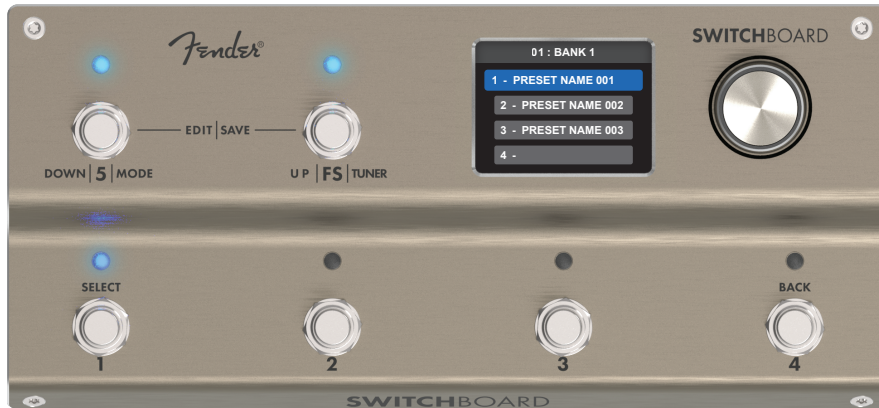 Fender®
SWITCHBOARD
01 : BANK 1
1 - PRESET NAME 001
2 - PRESET NAME 002
3 - PRESET NAME 003
4 -
EDIT | SAVE
DOWN | 5 | MODE
UP | FS | TUNER
SELECT
BACK
1
2
3
4
SWITCHBOARD